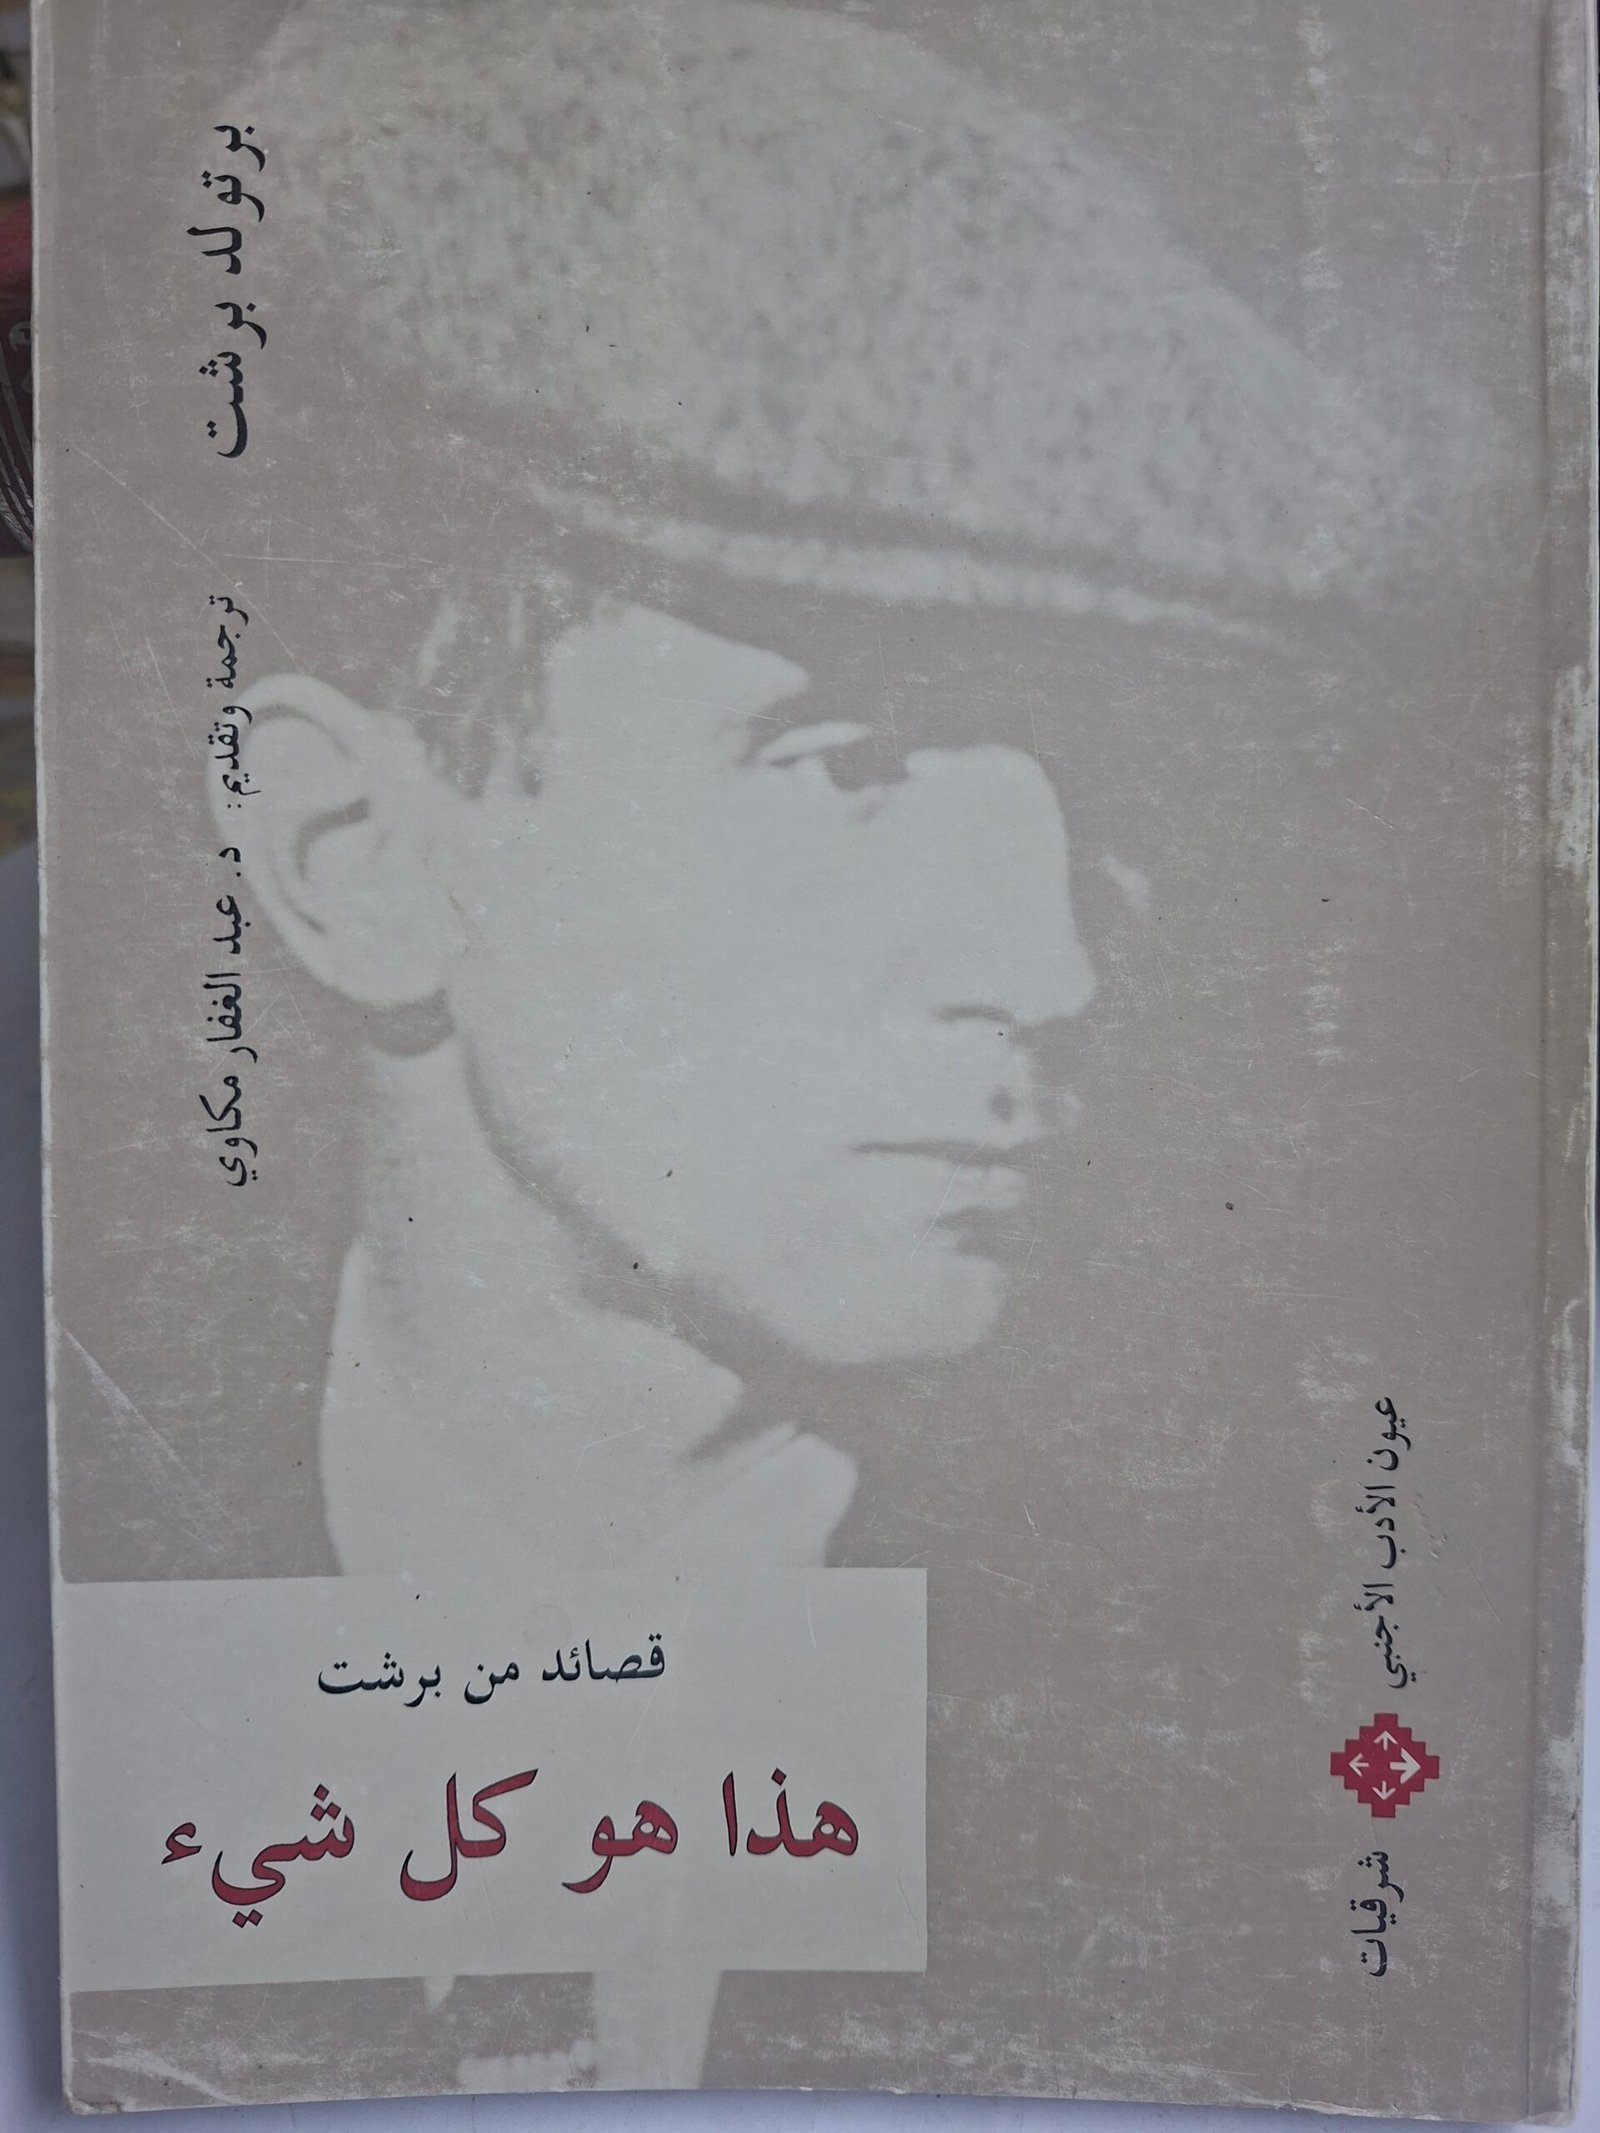 برتولد برشت
ترجمة وتقديم: د. عبد الغفار مكاوي
قصائد من برشت
هذا هو كل شيء
عيون الأدب الأجنبي
شرقيات